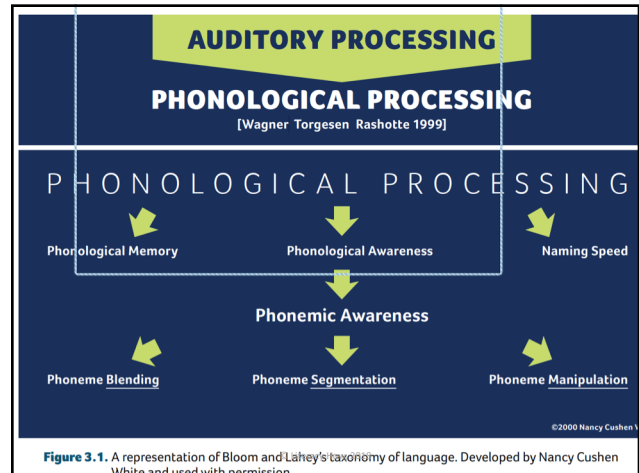 AUDITORY PROCESSING
PHONOLOGICAL PROCESSING
[Wagner Torgesen Rashotte 1999]
PHONOLOGICAL PROCESSING
Phonological Memory Phonological Awareness Naming Speed
Phonemic Awareness
Phoneme Blending Phoneme Segmentation Phoneme Manipulation
©2000 Nancy Cushen
Figure 3.1. A representation of Bloom and Lahey's taxonomy of language. Developed by Nancy Cushen
White and used with permission